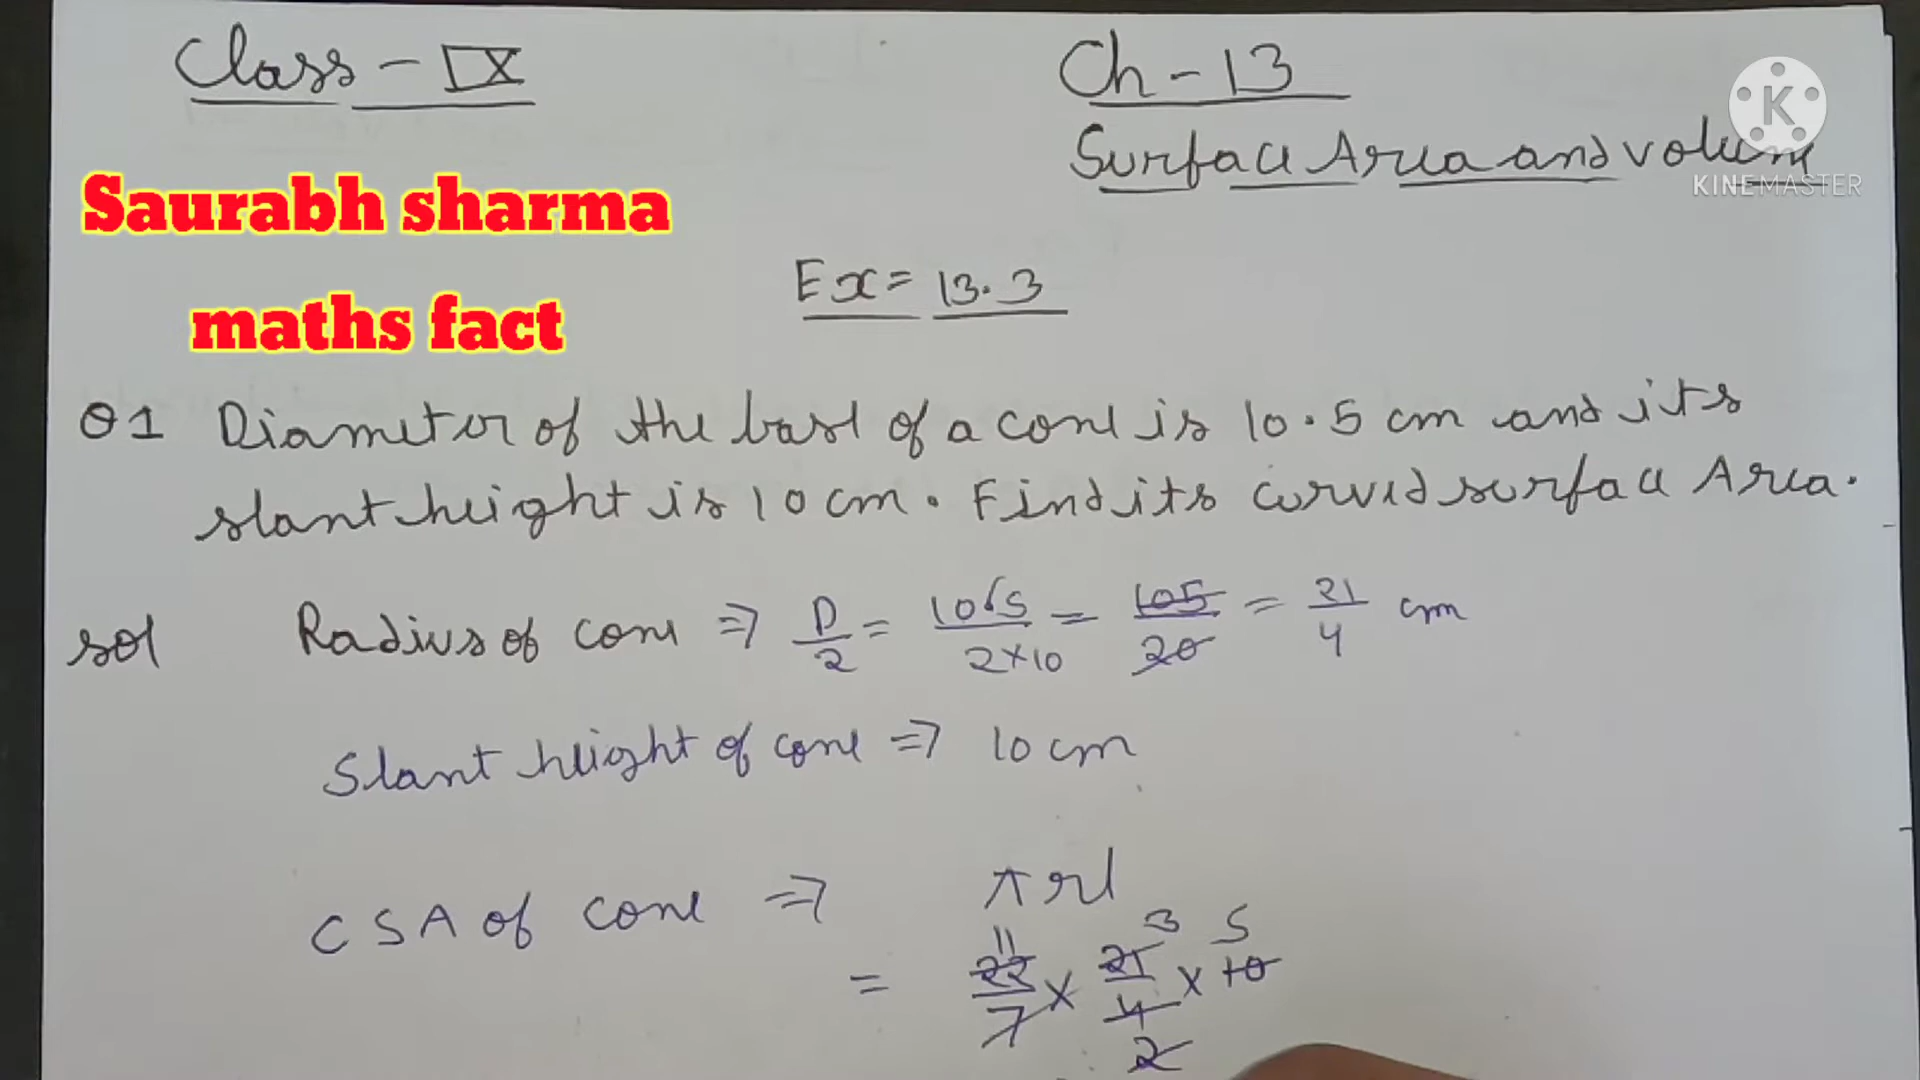 Class - IX
Ch - 13
Surface Area and volume
K
KINEMASTER
Saurabh sharma
maths fact
Ex = 13.3
Q1 Diameter of the base of a cone is 10.5 cm and its
slant height is 10 cm. Find its curved surface Area.
sol Radius of cone ⇒ D/2 = 105/2×10 = 105/20 = 21/4 cm
Slant height of cone ⇒ 10 cm
CSA of cone ⇒ πrl
11 3 5
= 22/7 × 21/4 × 10
2